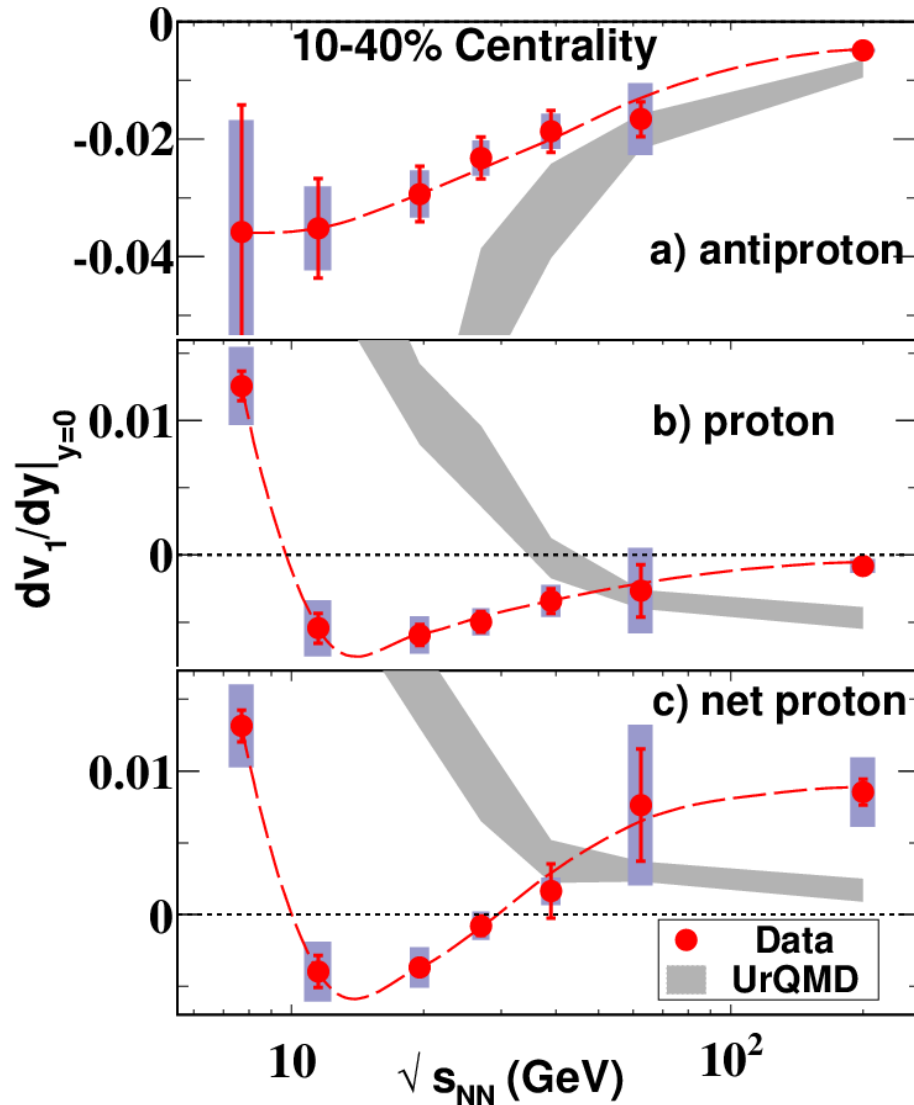 10-40% Centrality
0
-0.02
-0.04
a) antiproton
0.01
0
b) proton
dv1/dy|y=0
c) net proton
0.01
0
Data
UrQMD
10
10²
√ sNN (GeV)